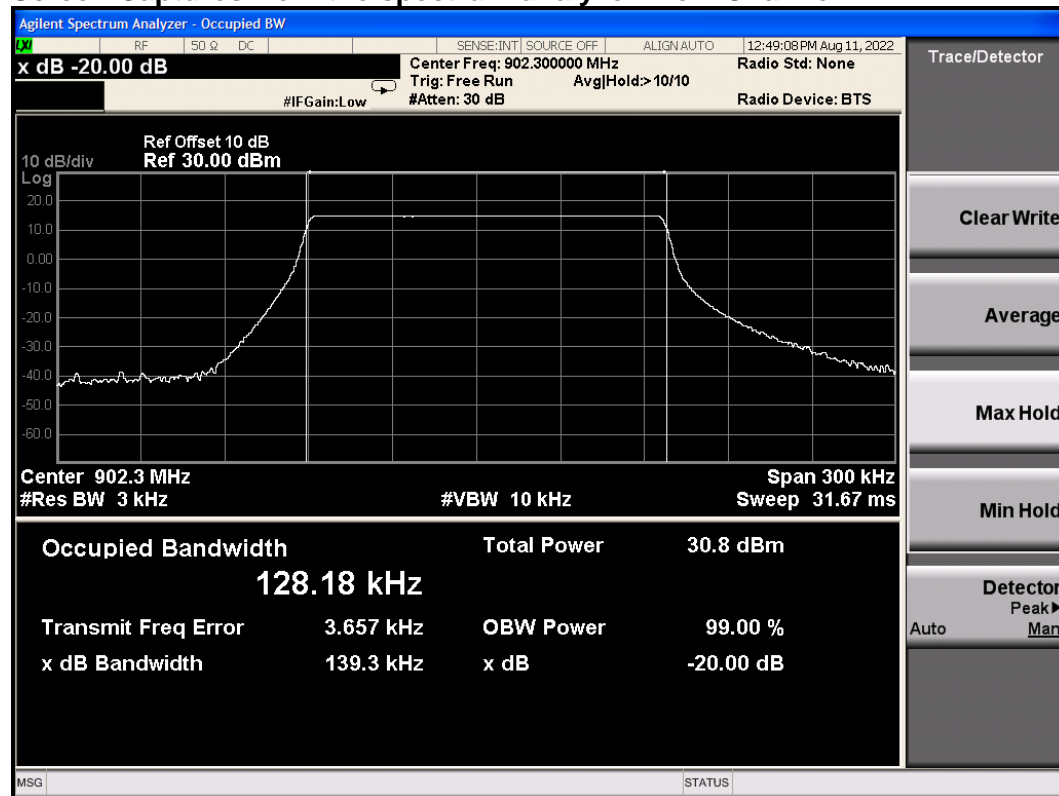 Agilent Spectrum Analyzer - Occupied BW
LXI RF 50 Ω DC SENSE:INT SOURCE OFF ALIGN AUTO 12:49:08 PM Aug 11, 2022
x dB -20.00 dB Center Freq: 902.300000 MHz Radio Std: None
Trig: Free Run Avg|Hold:> 10/10
#IFGain:Low #Atten: 30 dB Radio Device: BTS
Ref Offset 10 dB
10 dB/div Ref 30.00 dBm
Log
20.0
10.0
0.00
-10.0
-20.0
-30.0
-40.0
-50.0
-60.0
Center 902.3 MHz Span 300 kHz
#Res BW 3 kHz #VBW 10 kHz Sweep 31.67 ms
Occupied Bandwidth Total Power 30.8 dBm
128.18 kHz
Transmit Freq Error 3.657 kHz OBW Power 99.00 %
x dB Bandwidth 139.3 kHz x dB -20.00 dB
MSG STATUS
Trace/Detector
Clear Write
Average
Max Hold
Min Hold
Detector
Peak▶
Auto Man